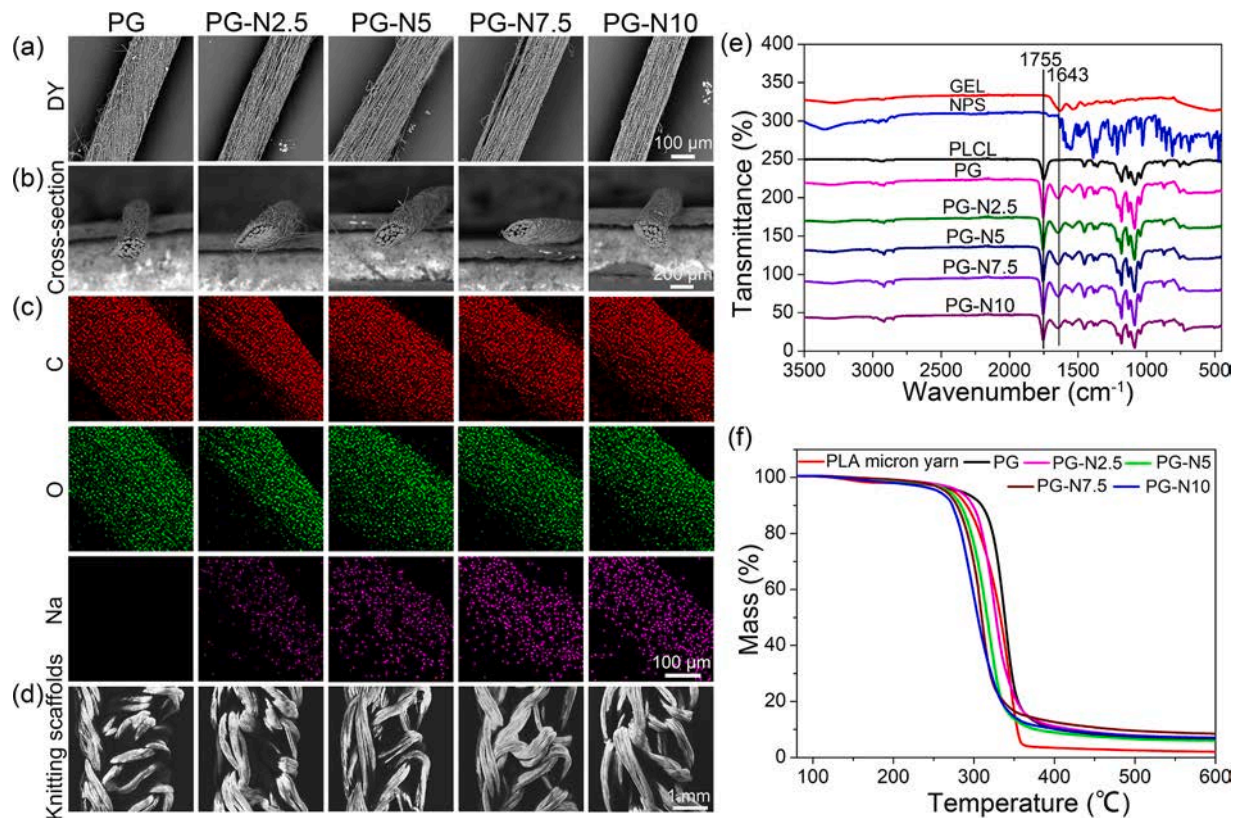 PG PG-N2.5 PG-N5 PG-N7.5 PG-N10
(a)
DY
100 μm
(b)
Cross-section
200 μm
(c)
C
O
Na
100 μm
(d)
Knitting scaffolds
1 mm
(e)
400
350
300
250
200
150
100
50
0
Tansmittance (%)
1755
1643
GEL
NPS
PLCL
PG
PG-N2.5
PG-N5
PG-N7.5
PG-N10
3500 3000 2500 2000 1500 1000 500
Wavenumber (cm⁻¹)
(f)
PLA micron yarn PG PG-N2.5 PG-N5
PG-N7.5 PG-N10
100
80
60
40
20
0
Mass (%)
100 200 300 400 500 600
Temperature (℃)